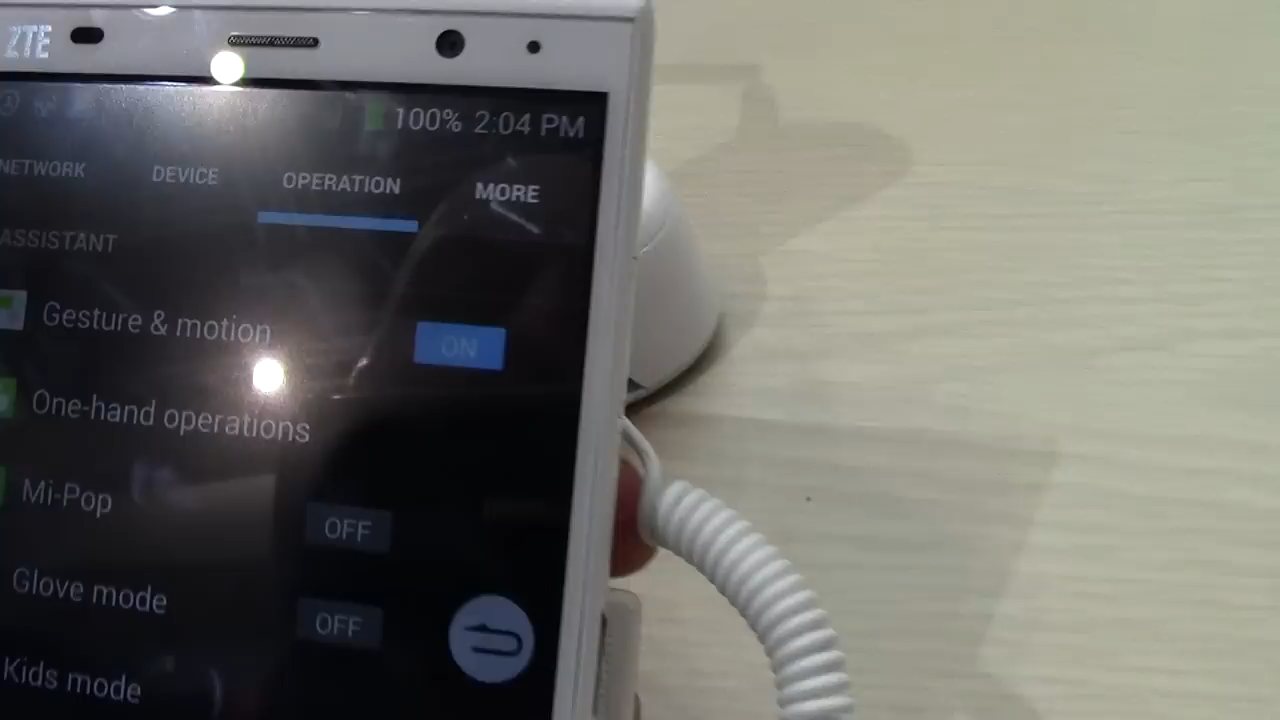 ZTE
100% 2:04 PM
NETWORK DEVICE OPERATION MORE
ASSISTANT
Gesture & motion ON
One-hand operations
Mi-Pop OFF
Glove mode OFF
Kids mode